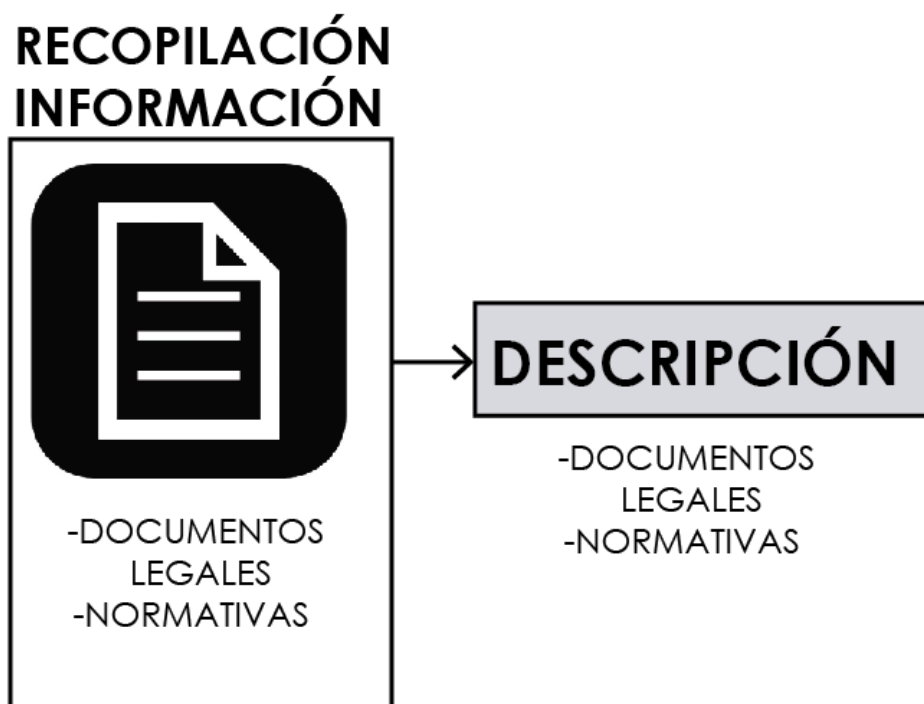 RECOPILACIÓN
INFORMACIÓN
-DOCUMENTOS
LEGALES
-NORMATIVAS
DESCRIPCIÓN
-DOCUMENTOS
LEGALES
-NORMATIVAS